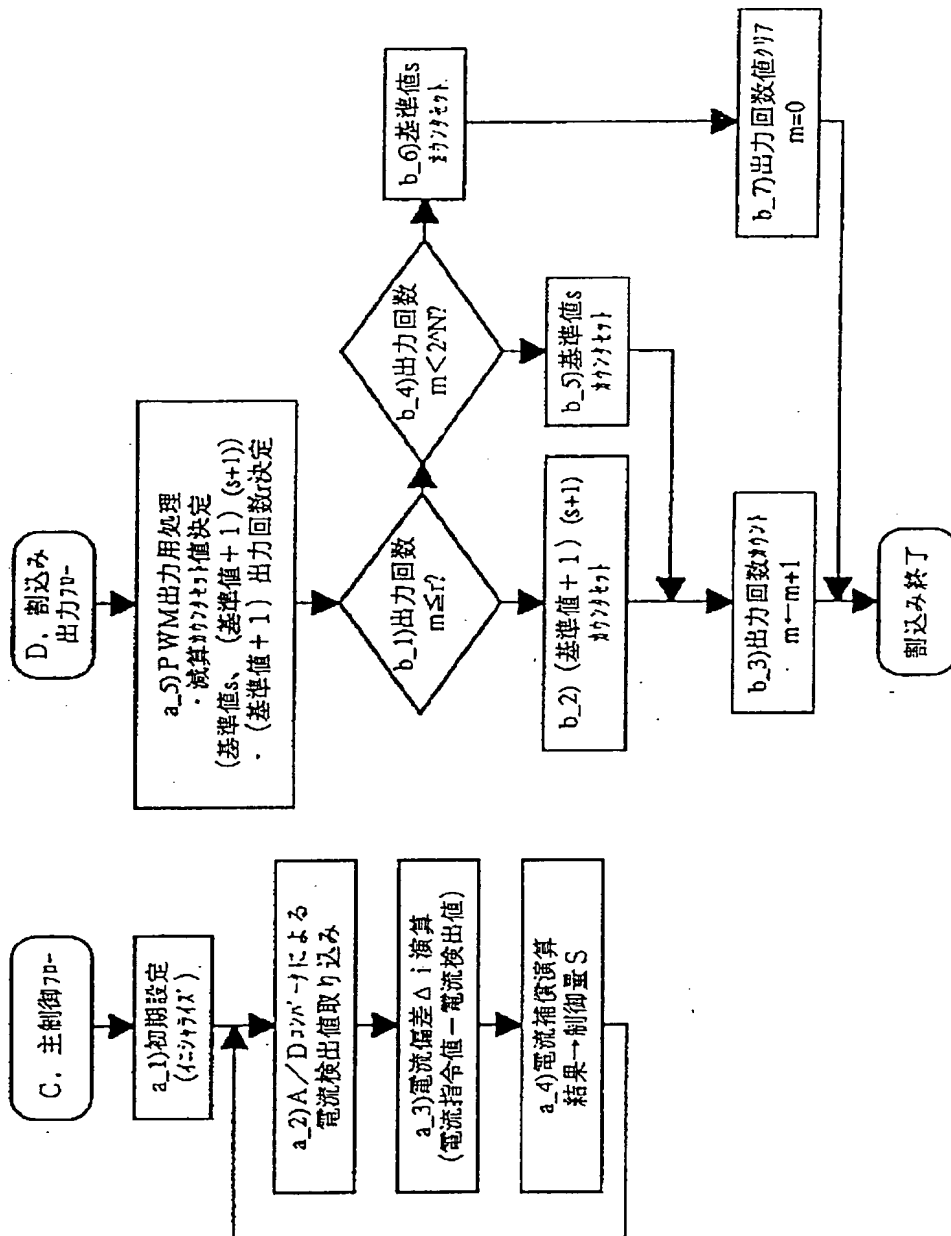 C. 主制御ﾌﾛｰ
a_1)初期設定
(ｲﾆｼｬﾗｲｽﾞ)
a_2)A／Dｺﾝﾊﾞｰﾀによる
電流検出値取り込み
a_3)電流偏差Δi演算
(電流指令値－電流検出値)
a_4)電流補償演算
結果→制御量S
D. 割込み
出力ﾌﾛｰ
a_5)PWM出力用処理
・減算ｶｳﾝﾀｾｯﾄ値決定
(基準値s、(基準値＋1)(s+1))
・(基準値＋1)出力回数r決定
b_1)出力回数
m≦r?
b_4)出力回数
m＜2^N?
b_6)基準値s
ｶｳﾝﾀｾｯﾄ
b_2)(基準値＋1)(s+1)
ｶｳﾝﾀｾｯﾄ
b_5)基準値s
ｶｳﾝﾀｾｯﾄ
b_3)出力回数ｶｳﾝﾄ
m←m+1
b_7)出力回数値ｸﾘｱ
m=0
割込み終了